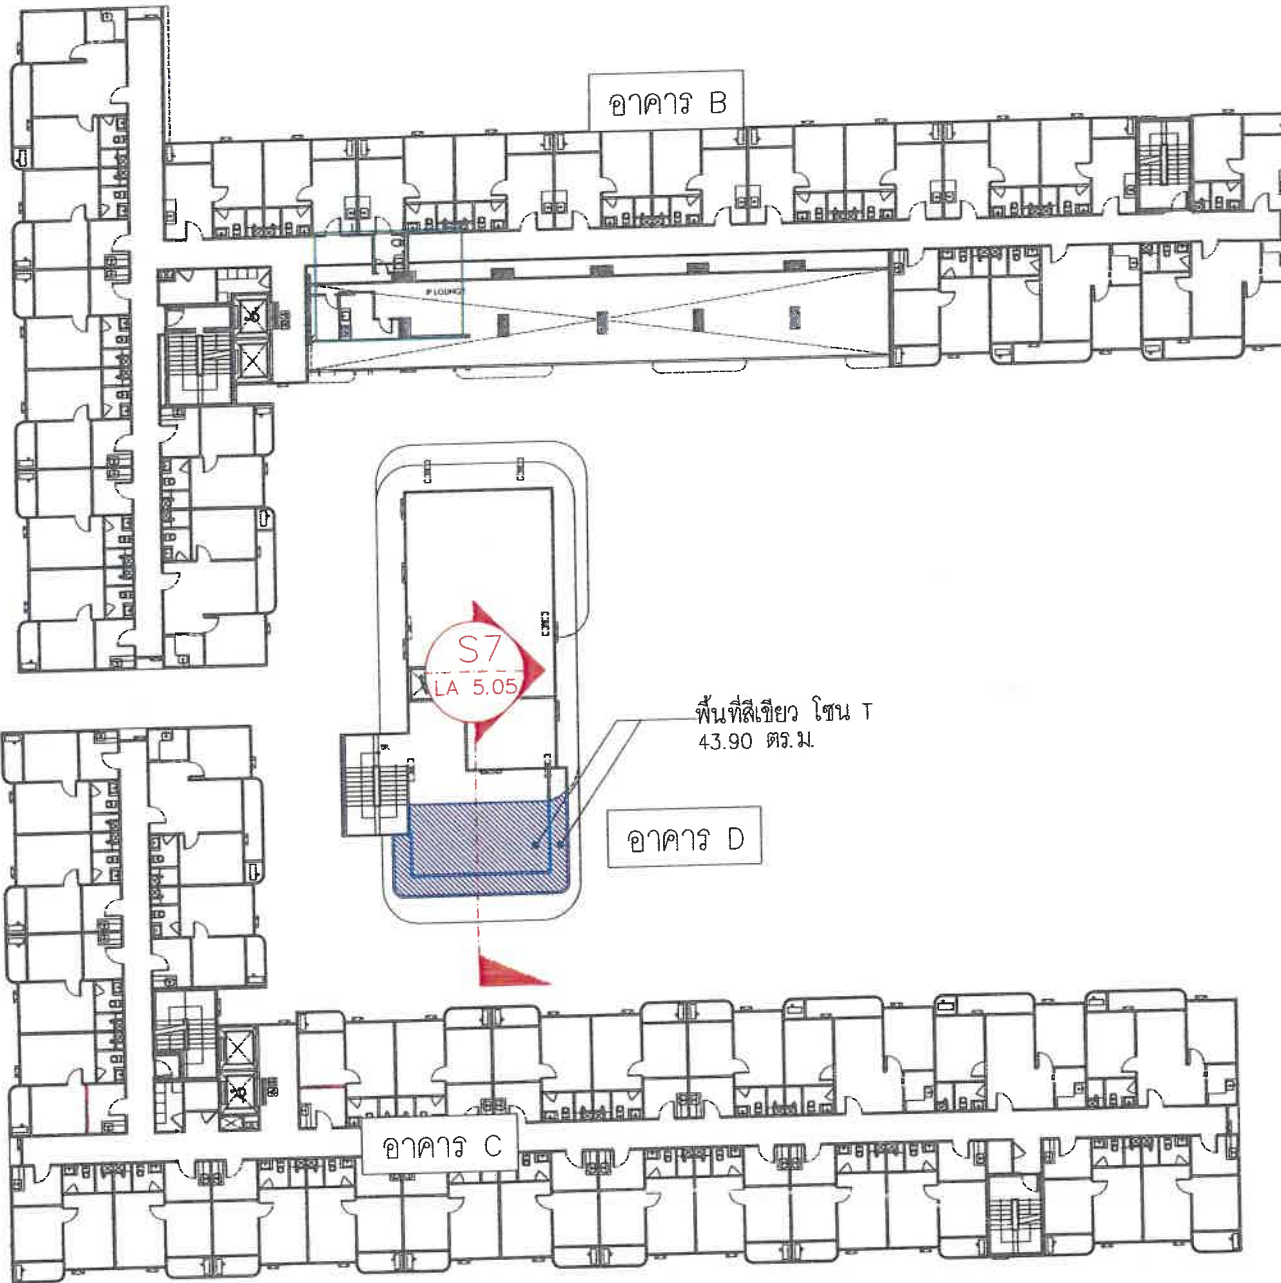 อาคาร B
P LOUNGE
S7
LA 5.05
พื้นที่สีเขียว โซน T
43.90 ตร.ม.
อาคาร D
อาคาร C